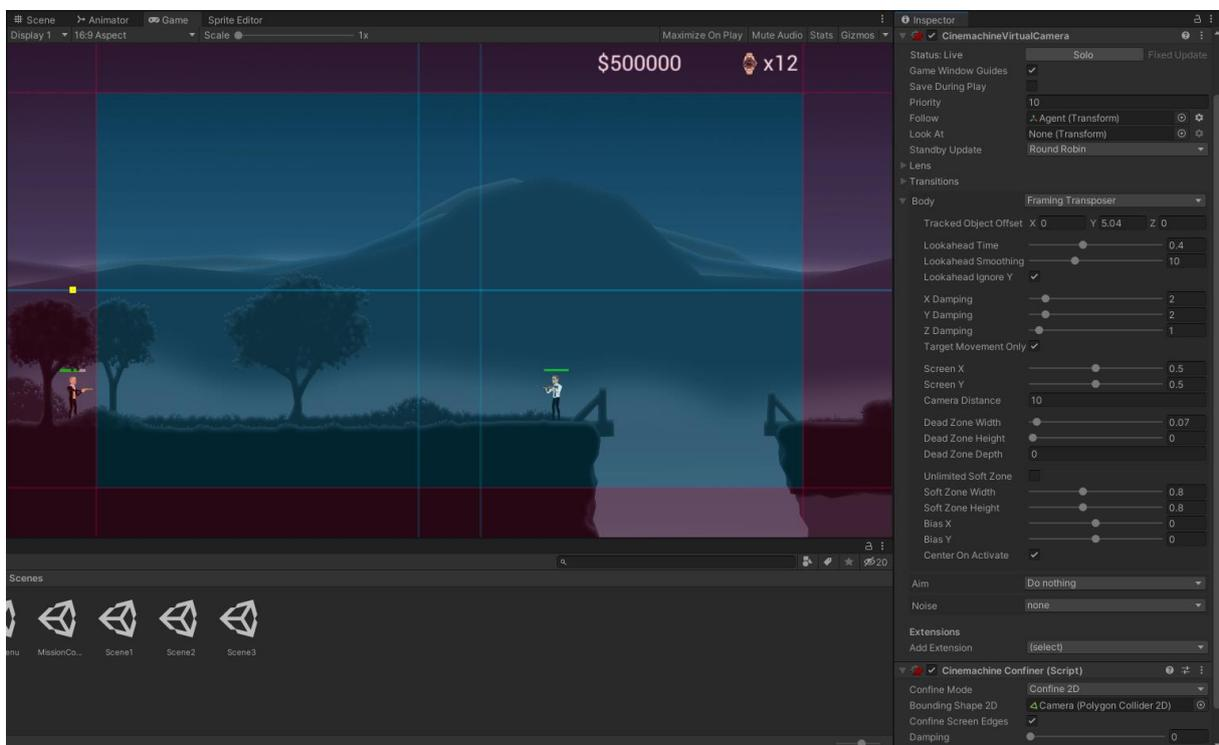 Scene Animator Game Sprite Editor
Display 1 16:9 Aspect Scale 1x Maximize On Play Mute Audio Stats Gizmos
$500000 x12
20
Scenes
enu MissionCo... Scene1 Scene2 Scene3
Inspector
CinemachineVirtualCamera
Status: Live Solo Fixed Update
Game Window Guides
Save During Play
Priority 10
Follow Agent (Transform)
Look At None (Transform)
Standby Update Round Robin
Lens
Transitions
Body Framing Transposer
Tracked Object Offset X 0 Y 5.04 Z 0
Lookahead Time 0.4
Lookahead Smoothing 10
Lookahead Ignore Y
X Damping 2
Y Damping 2
Z Damping 1
Target Movement Only
Screen X 0.5
Screen Y 0.5
Camera Distance 10
Dead Zone Width 0.07
Dead Zone Height 0
Dead Zone Depth 0
Unlimited Soft Zone
Soft Zone Width 0.8
Soft Zone Height 0.8
Bias X 0
Bias Y 0
Center On Activate
Aim Do nothing
Noise none
Extensions
Add Extension (select)
Cinemachine Confiner (Script)
Confine Mode Confine 2D
Bounding Shape 2D Camera (Polygon Collider 2D)
Confine Screen Edges
Damping 0